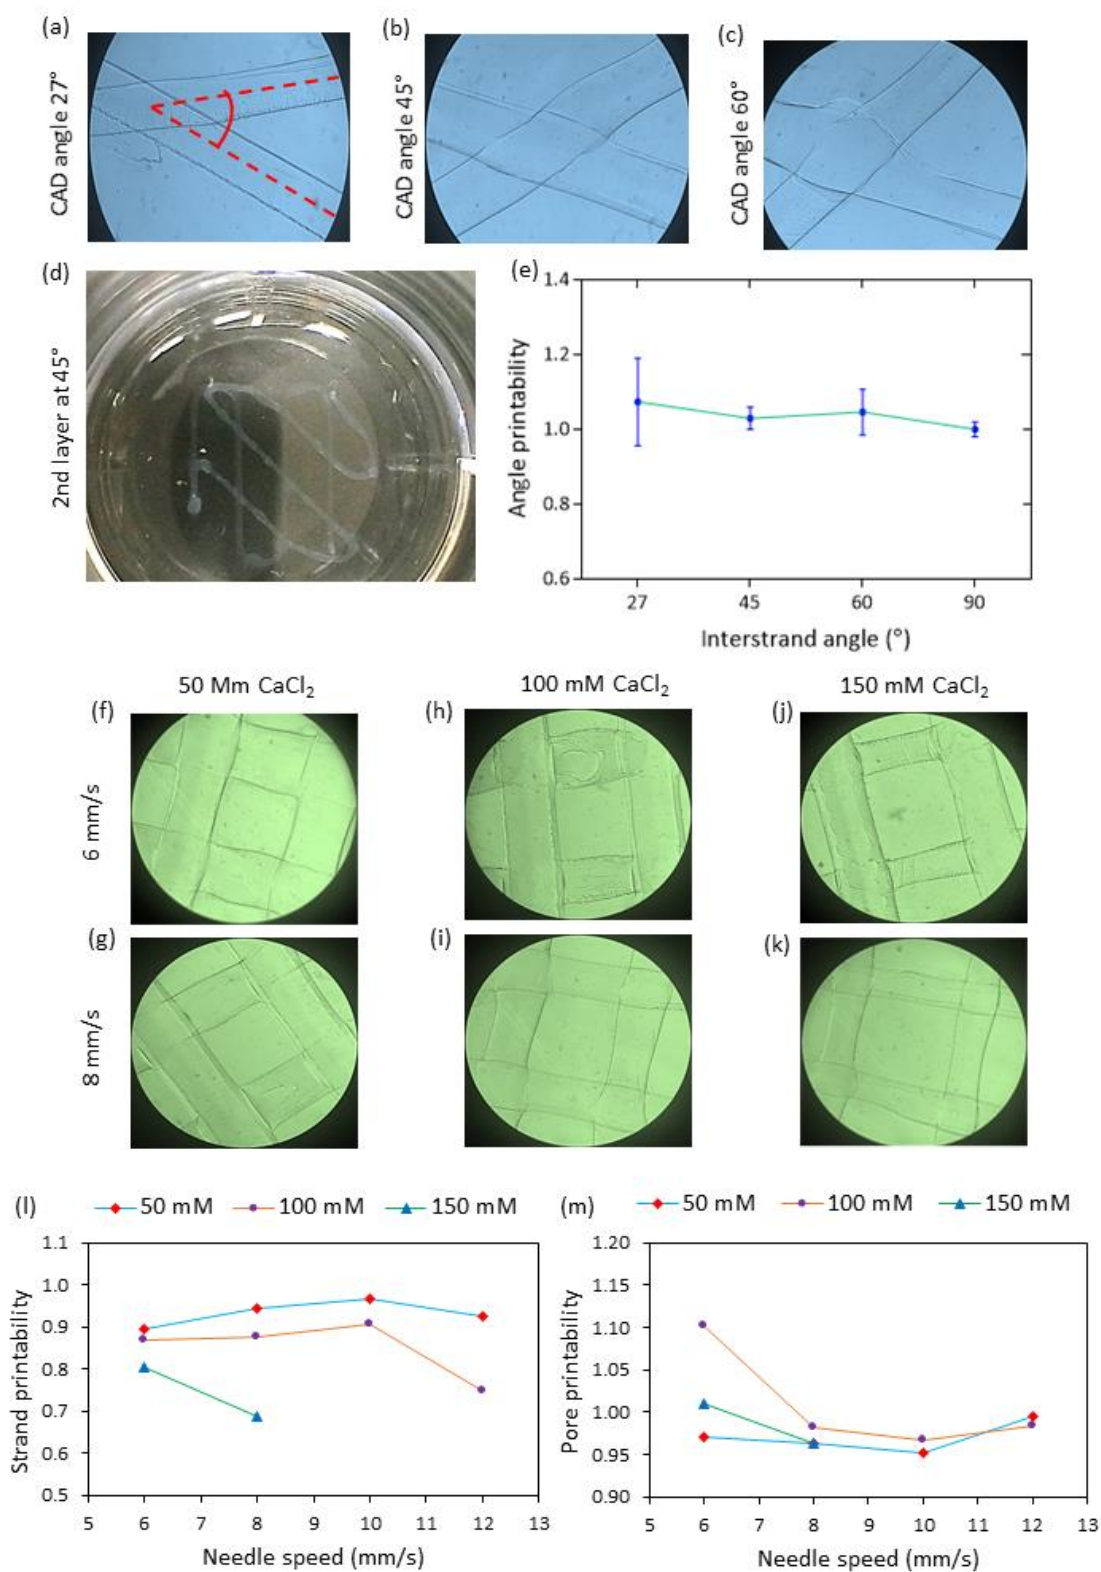 (a)
(b)
(c)
CAD angle 27°
CAD angle 45°
CAD angle 60°
(d)
2nd layer at 45°
(e)
1.4
1.2
1.0
0.8
0.6
Angle printability
27 45 60 90
Interstrand angle (°)
50 Mm CaCl₂
100 mM CaCl₂
150 mM CaCl₂
(f)
(h)
(j)
6 mm/s
(g)
(i)
(k)
8 mm/s
(l)
50 mM 100 mM 150 mM
1.1
1.0
0.9
0.8
0.7
0.6
0.5
Strand printability
5 6 7 8 9 10 11 12 13
Needle speed (mm/s)
(m)
50 mM 100 mM 150 mM
1.20
1.15
1.10
1.05
1.00
0.95
0.90
Pore printability
5 6 7 8 9 10 11 12 13
Needle speed (mm/s)